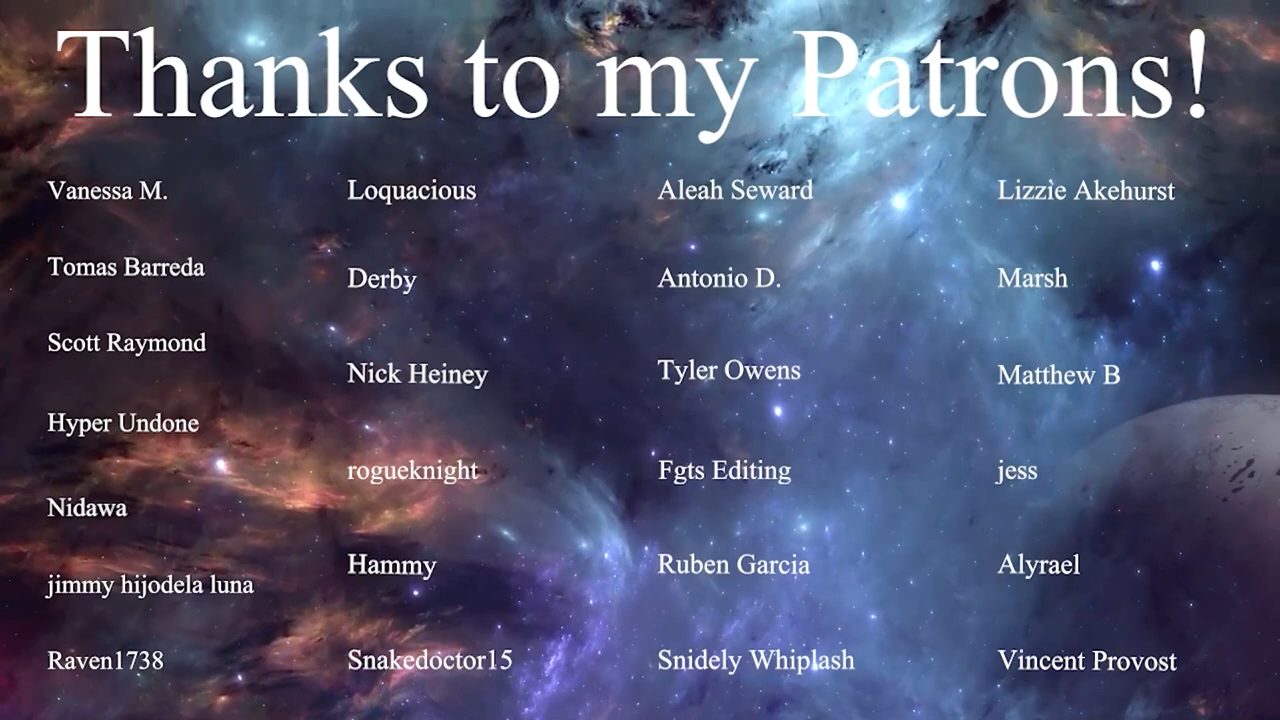 Thanks to my Patrons!
Vanessa M.
Tomas Barreda
Scott Raymond
Hyper Undone
Nidawa
jimmy hijodela luna
Raven1738
Loquacious
Derby
Nick Heiney
rogueknight
Hammy
Snakedoctor15
Aleah Seward
Antonio D.
Tyler Owens
Fgts Editing
Ruben Garcia
Snidely Whiplash
Lizzie Akehurst
Marsh
Matthew B
jess
Alyrael
Vincent Provost